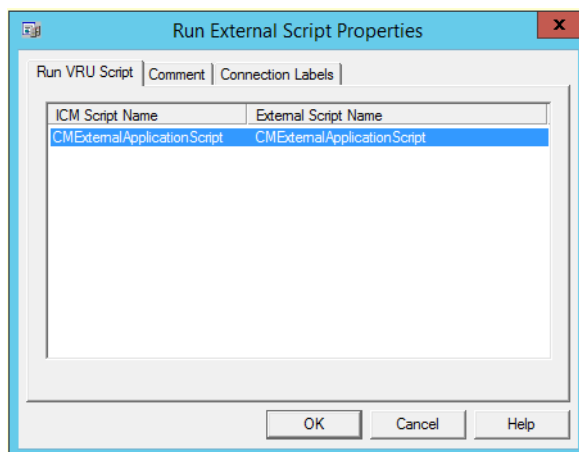 Run External Script Properties
x
Run VRU Script Comment Connection Labels
ICM Script Name External Script Name
CMExternalApplicationScript CMExternalApplicationScript
OK Cancel Help